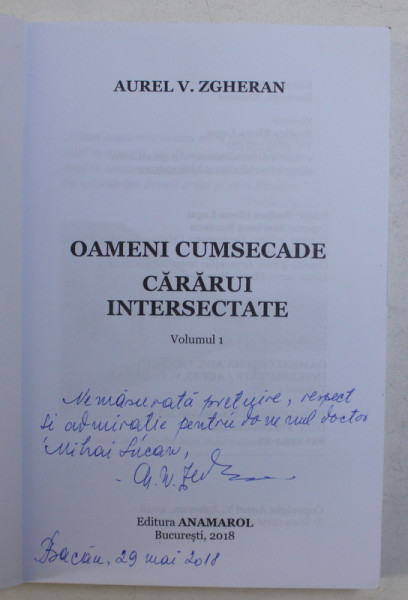 AUREL V. ZGHERAN
OAMENI CUMSECADE
CĂRĂRUI
INTERSECTATE
Volumul 1
Nemăsurată prețuire, respect
și admirație pentru domnul doctor
Mihai Lucan,
Editura ANAMAROL
București, 2018
Bacău, 29 mai 2018